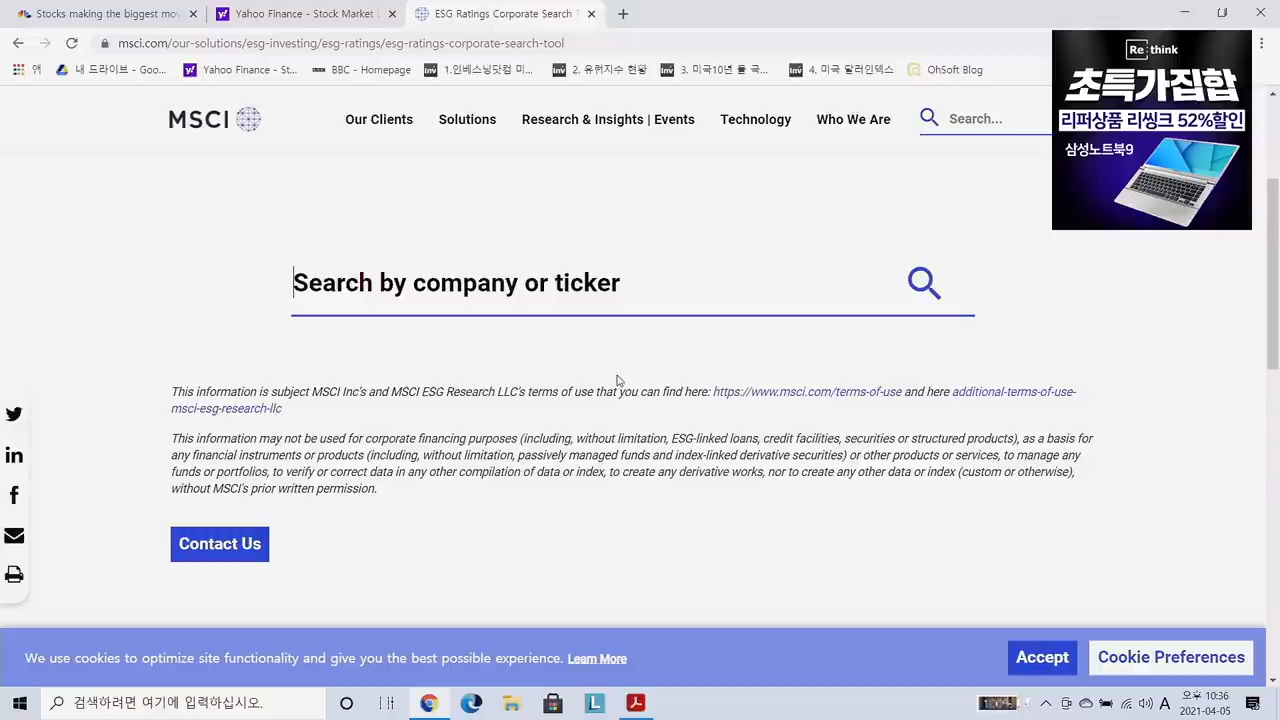 Stocks making the biggest mov
Yahoo Finance - Stock Market L
ESG Ratings Corporate Search T
msci.com/our-solutions/esg-investing/esg-ratings/esg-ratings-corporate-search-tool
앱
내 드라이브 - Goo...
Yahoo Finance - St...
BBC - Homepage
1.인베스팅닷컴 미...
2. 유럽지수 현황
3. 미국10년 물 국...
4. 미국 달러인덱스
OhSoft Blog
Re:think
초특가집합
리퍼상품 리씽크 52%할인
삼성노트북9
MSCI
Our Clients
Solutions
Research & Insights | Events
Technology
Who We Are
Search...
Search by company or ticker
This information is subject MSCI Inc's and MSCI ESG Research LLC's terms of use that you can find here: https://www.msci.com/terms-of-use and here additional-terms-of-use-
msci-esg-research-llc
This information may not be used for corporate financing purposes (including, without limitation, ESG-linked loans, credit facilities, securities or structured products), as a basis for
any financial instruments or products (including, without limitation, passively managed funds and index-linked derivative securities) or other products or services, to manage any
funds or portfolios, to verify or correct data in any other compilation of data or index, to create any derivative works, nor to create any other data or index (custom or otherwise),
without MSCI's prior written permission.
Contact Us
We use cookies to optimize site functionality and give you the best possible experience. Learn More
Accept
Cookie Preferences
검색하려면 여기에 입력하십시오.
A
오후 10:36
2021-04-05